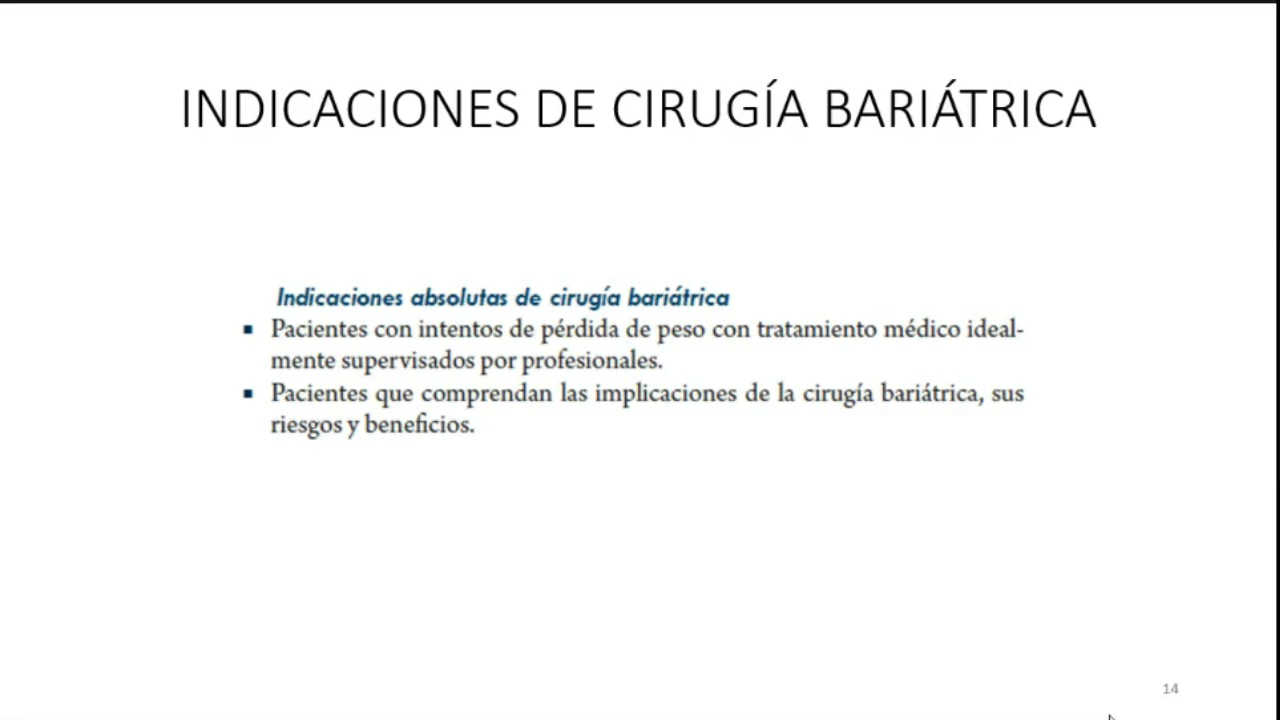 INDICACIONES DE CIRUGÍA BARIÁTRICA
Indicaciones absolutas de cirugía bariátrica
▪ Pacientes con intentos de pérdida de peso con tratamiento médico ideal-
mente supervisados por profesionales.
▪ Pacientes que comprendan las implicaciones de la cirugía bariátrica, sus
riesgos y beneficios.
14